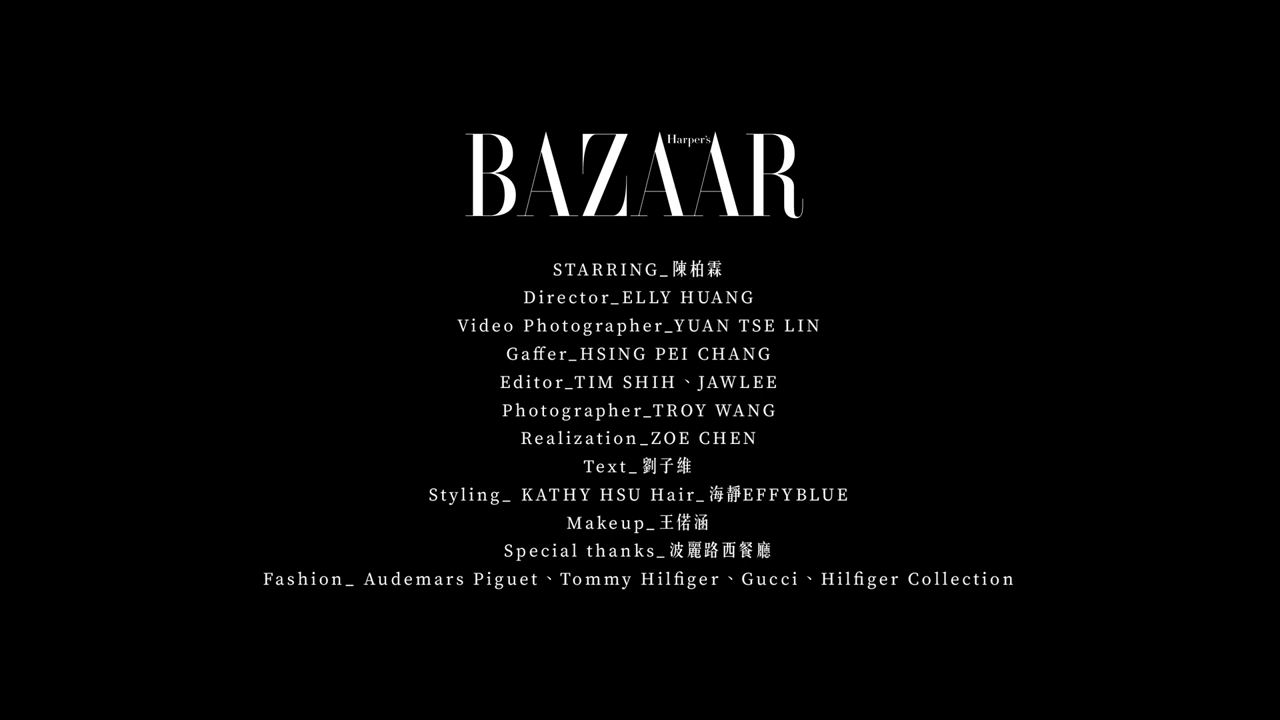 Harper's
BAZAAR
STARRING_陳柏霖
Director_ELLY HUANG
Video Photographer_YUAN TSE LIN
Gaffer_HSING PEI CHANG
Editor_TIM SHIH、JAWLEE
Photographer_TROY WANG
Realization_ZOE CHEN
Text_劉子維
Styling_ KATHY HSU Hair_海靜EFFYBLUE
Makeup_王偌涵
Special thanks_波麗路西餐廳
Fashion_ Audemars Piguet、Tommy Hilfiger、Gucci、Hilfiger Collection